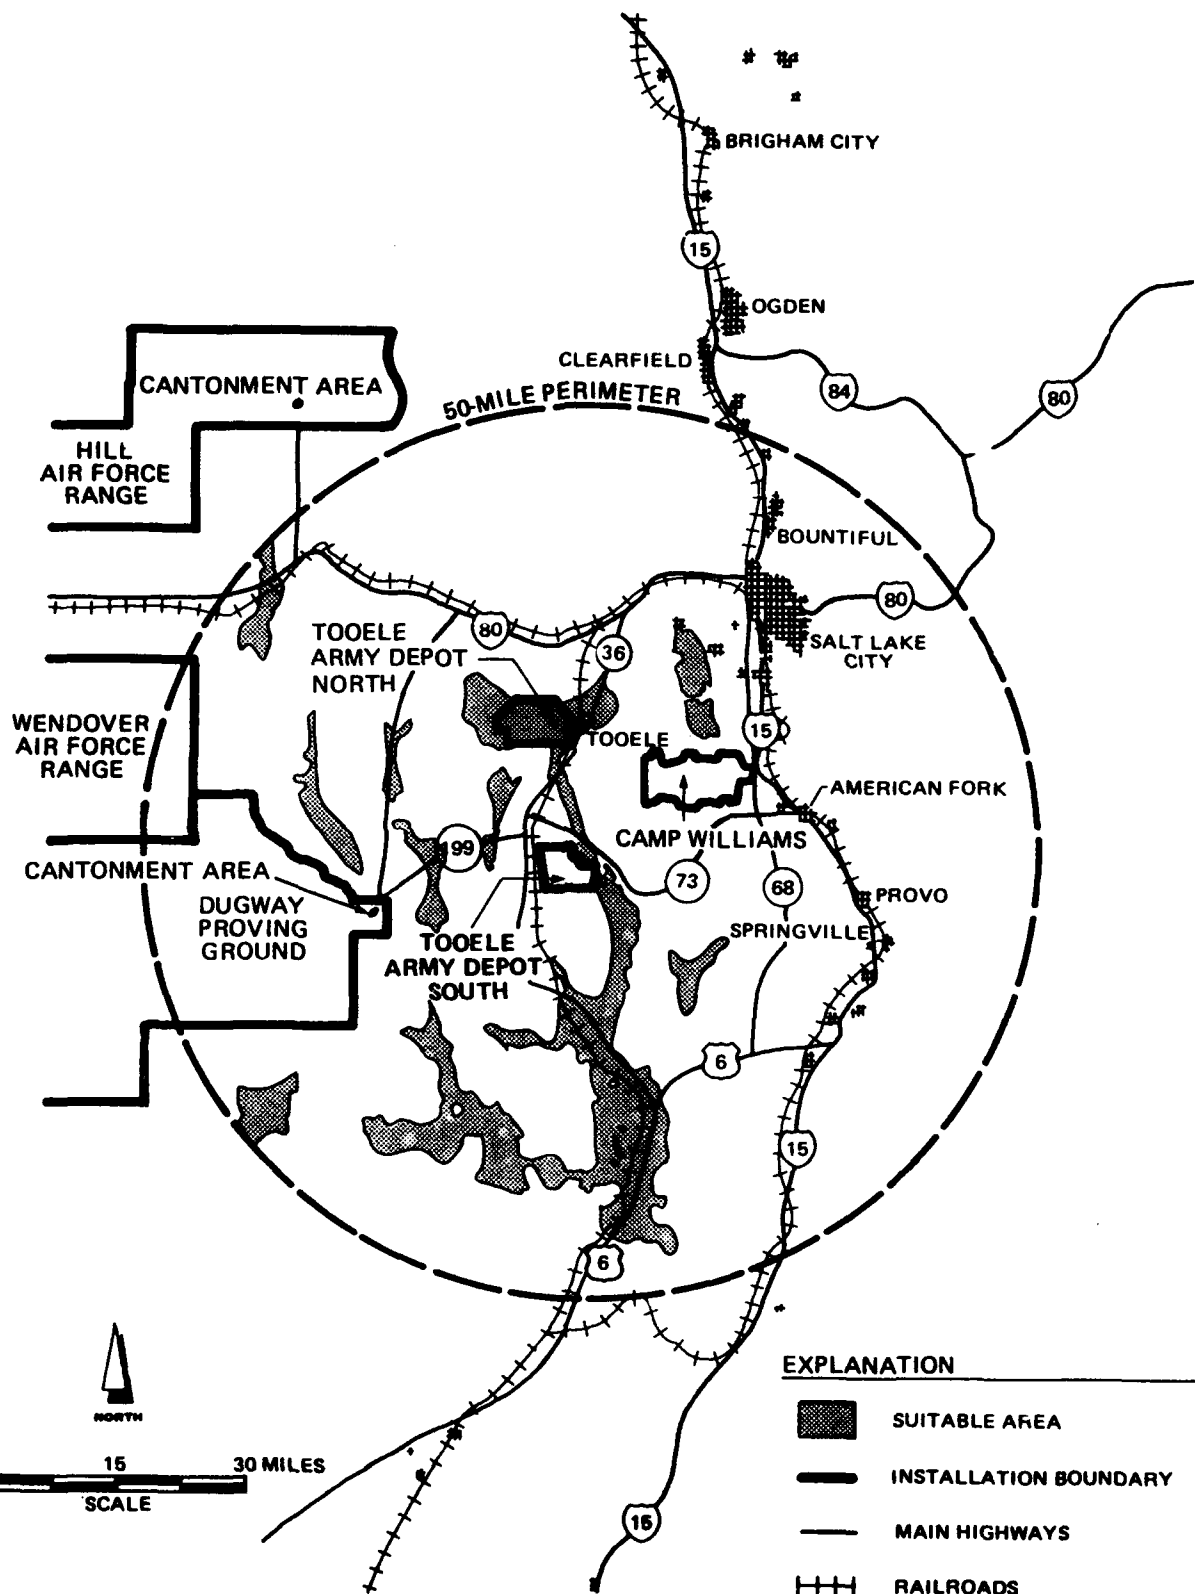 BRIGHAM CITY
15
OGDEN
CLEARFIELD
84
80
50-MILE PERIMETER
CANTONMENT AREA
HILL
AIR FORCE
RANGE
BOUNTIFUL
80
80
36
SALT LAKE
CITY
TOOELE
ARMY DEPOT
NORTH
WENDOVER
AIR FORCE
RANGE
TOOELE
15
AMERICAN FORK
CAMP WILLIAMS
199
CANTONMENT AREA
73
68
PROVO
DUGWAY
PROVING
GROUND
SPRINGVILLE
TOOELE
ARMY DEPOT
SOUTH
6
15
6
NORTH
15
30 MILES
SCALE
15
EXPLANATION
SUITABLE AREA
INSTALLATION BOUNDARY
MAIN HIGHWAYS
RAILROADS